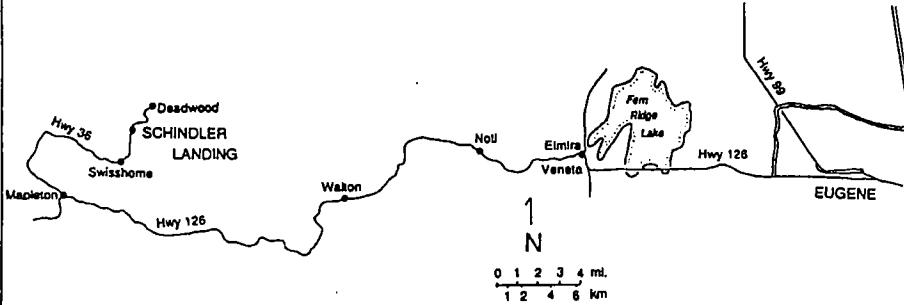 Hwy 99
Deadwood
Fern
Ridge
Lake
Hwy 36
SCHINDLER
LANDING
Noti
Elmira
Hwy 126
Swisshome
Veneta
Walton
EUGENE
Mapleton
Hwy 126
N
0 1 2 3 4 mi.
1 2 4 6 km